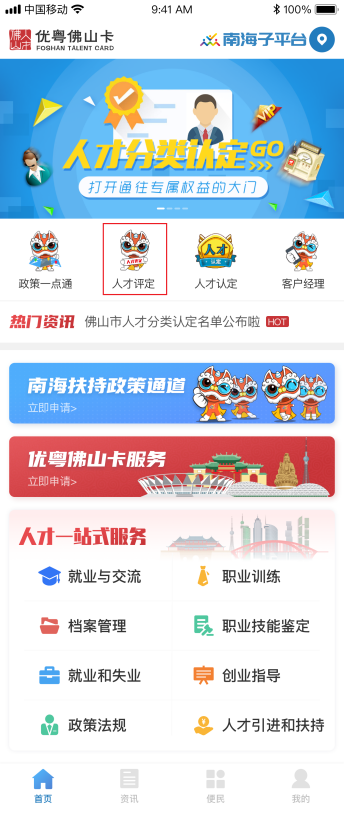 中国移动 9:41 AM 100%
优粤佛山卡 南海子平台
FOSHAN TALENT CARD
VIP
人才分类认定GO
打开通往专属权益的大门
政策一点通 人才评定 人才认定 客户经理
热门资讯 佛山市人才分类认定名单公布啦 HOT
南海扶持政策通道
立即申请>
优粤佛山卡服务
立即申请>
人才一站式服务
就业与交流 职业训练
档案管理 职业技能鉴定
就业和失业 创业指导
政策法规 人才引进和扶持
首页 资讯 便民 我的